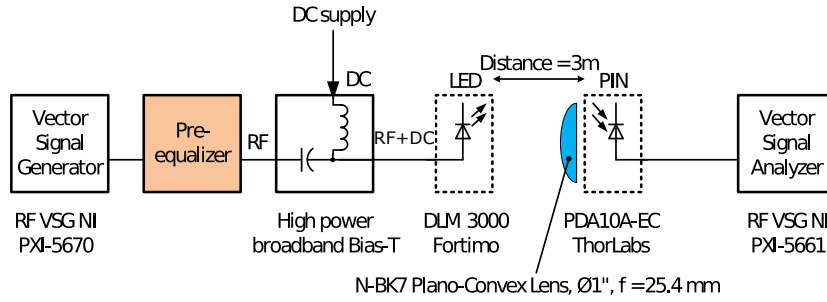 DC supply
DC
LED
Distance = 3m
PIN
Vector
Signal
Generator
Pre-
equalizer
RF
RF+DC
Vector
Signal
Analyzer
RF VSG NI
PXI-5670
High power
broadband Bias-T
DLM 3000
Fortimo
PDA10A-EC
ThorLabs
RF VSG NI
PXI-5661
N-BK7 Plano-Convex Lens, Ø1", f = 25.4 mm